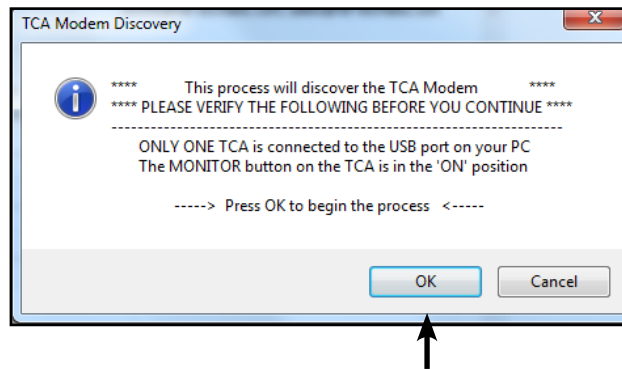 TCA Modem Discovery
**** This process will discover the TCA Modem ****
**** PLEASE VERIFY THE FOLLOWING BEFORE YOU CONTINUE ****
------------------------------------------------------------------
ONLY ONE TCA is connected to the USB port on your PC
The MONITOR button on the TCA is in the 'ON' position
-----> Press OK to begin the process <-----
OK Cancel